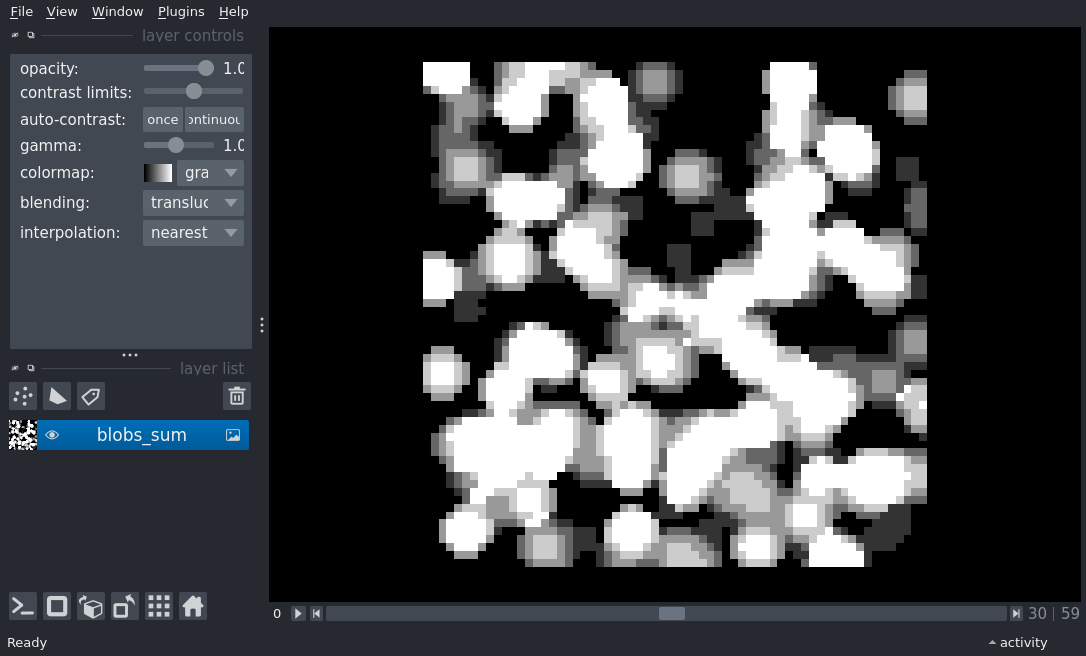 File View Window Plugins Help
layer controls
opacity: 1.0
contrast limits:
auto-contrast: once ontinuou
gamma: 1.0
colormap: gra
blending: transluc
interpolation: nearest
layer list
blobs_sum
0 30 | 59
Ready activity